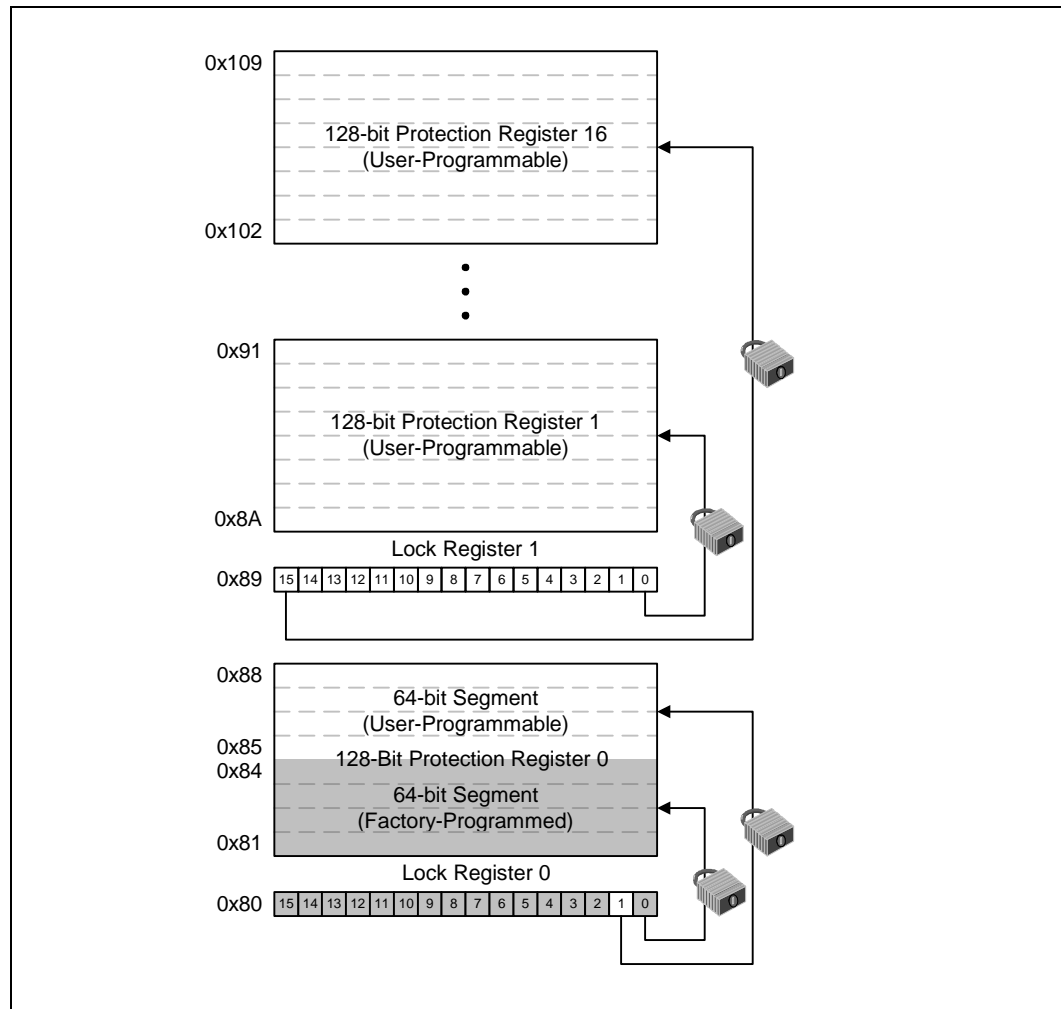 0x109
128-bit Protection Register 16
(User-Programmable)
0x102
0x91
128-bit Protection Register 1
(User-Programmable)
0x8A
Lock Register 1
0x89
15 14 13 12 11 10 9 8 7 6 5 4 3 2 1 0
0x88
64-bit Segment
(User-Programmable)
0x85
128-Bit Protection Register 0
0x84
64-bit Segment
(Factory-Programmed)
0x81
Lock Register 0
0x80
15 14 13 12 11 10 9 8 7 6 5 4 3 2 1 0